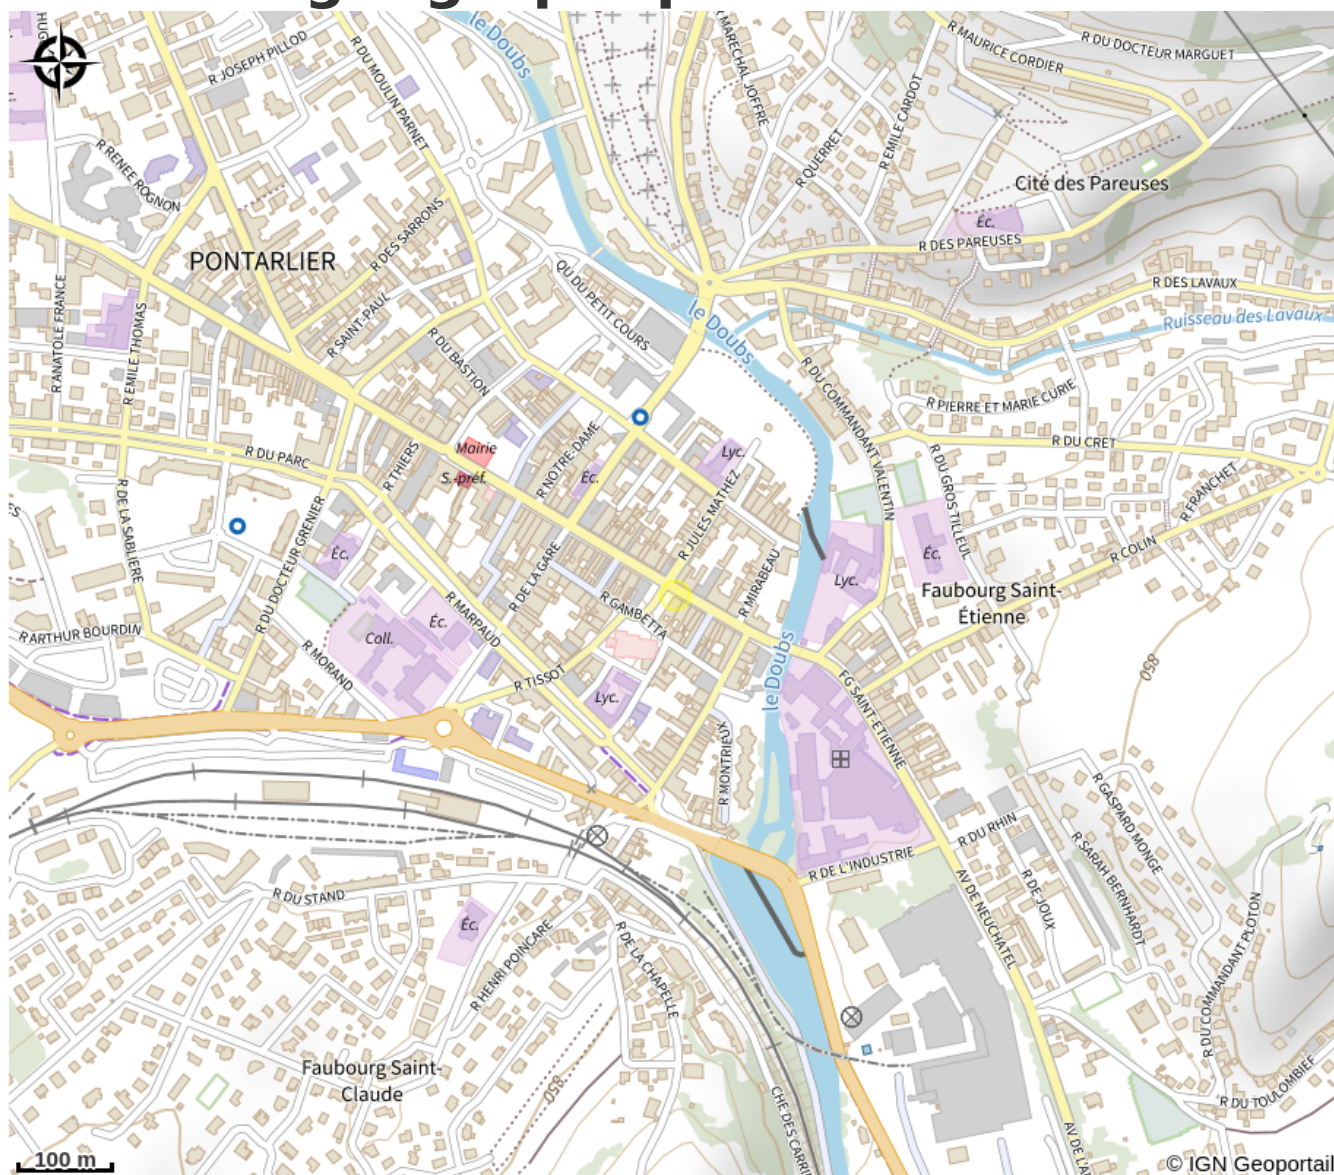 le Doubs
R MAURICE CORDIER
R DU DOCTEUR MARGUET
R JOSEPH PILLOD
R DU MOULIN PARNET
R MARECHAL JOFFRE
R EMILE CARDOT
R QUERRET
R RENEE ROGNON
Cité des Pareuses
Éc.
R DES SARRONS
R DES PAREUSES
PONTARLIER
QU DU PETIT COURS
R DES LAVAUX
R ANATOLE FRANCE
R EMILE THOMAS
R SAINT-PAUL
le Doubs
Ruisseau des Lavaux
R DU BASTION
R DU COMMANDANT VALENTIN
R PIERRE ET MARIE CURIE
R DU PARC
R THIERS
Mairie
S.-préf.
R NOTRE-DAME
Éc.
Lyc.
R DU CRET
R DU GROS TILLEUL
R FRANCHET
R DE LA SABLIERE
R DU DOCTEUR GRENIER
R JULES MATHEZ
Éc.
R DE LA GARE
R MIRABEAU
Éc.
R COLIN
Lyc.
Faubourg Saint-
Étienne
R ARTHUR BOURDIN
R MORAND
Coll.
Éc.
R MARPAUD
R GAMBETTA
le Doubs
R TISSOT
Lyc.
FG SAINT-ETIENNE
850
R MONTRIEUX
R GASPARD MONGE
R DU RHIN
R SARAH BERNHARDT
R DE L'INDUSTRIE
R DE JOUX
AV DE NEUCHATEL
R DU STAND
Éc.
R HENRI POINCARE
R DE LA CHAPELLE
R DU COMMANDANT PLOTON
Faubourg Saint-
Claude
850
R DU TOULOMBIEF
CHE DES CARRI
AV DE L'A
100 m
© IGN Geoportail